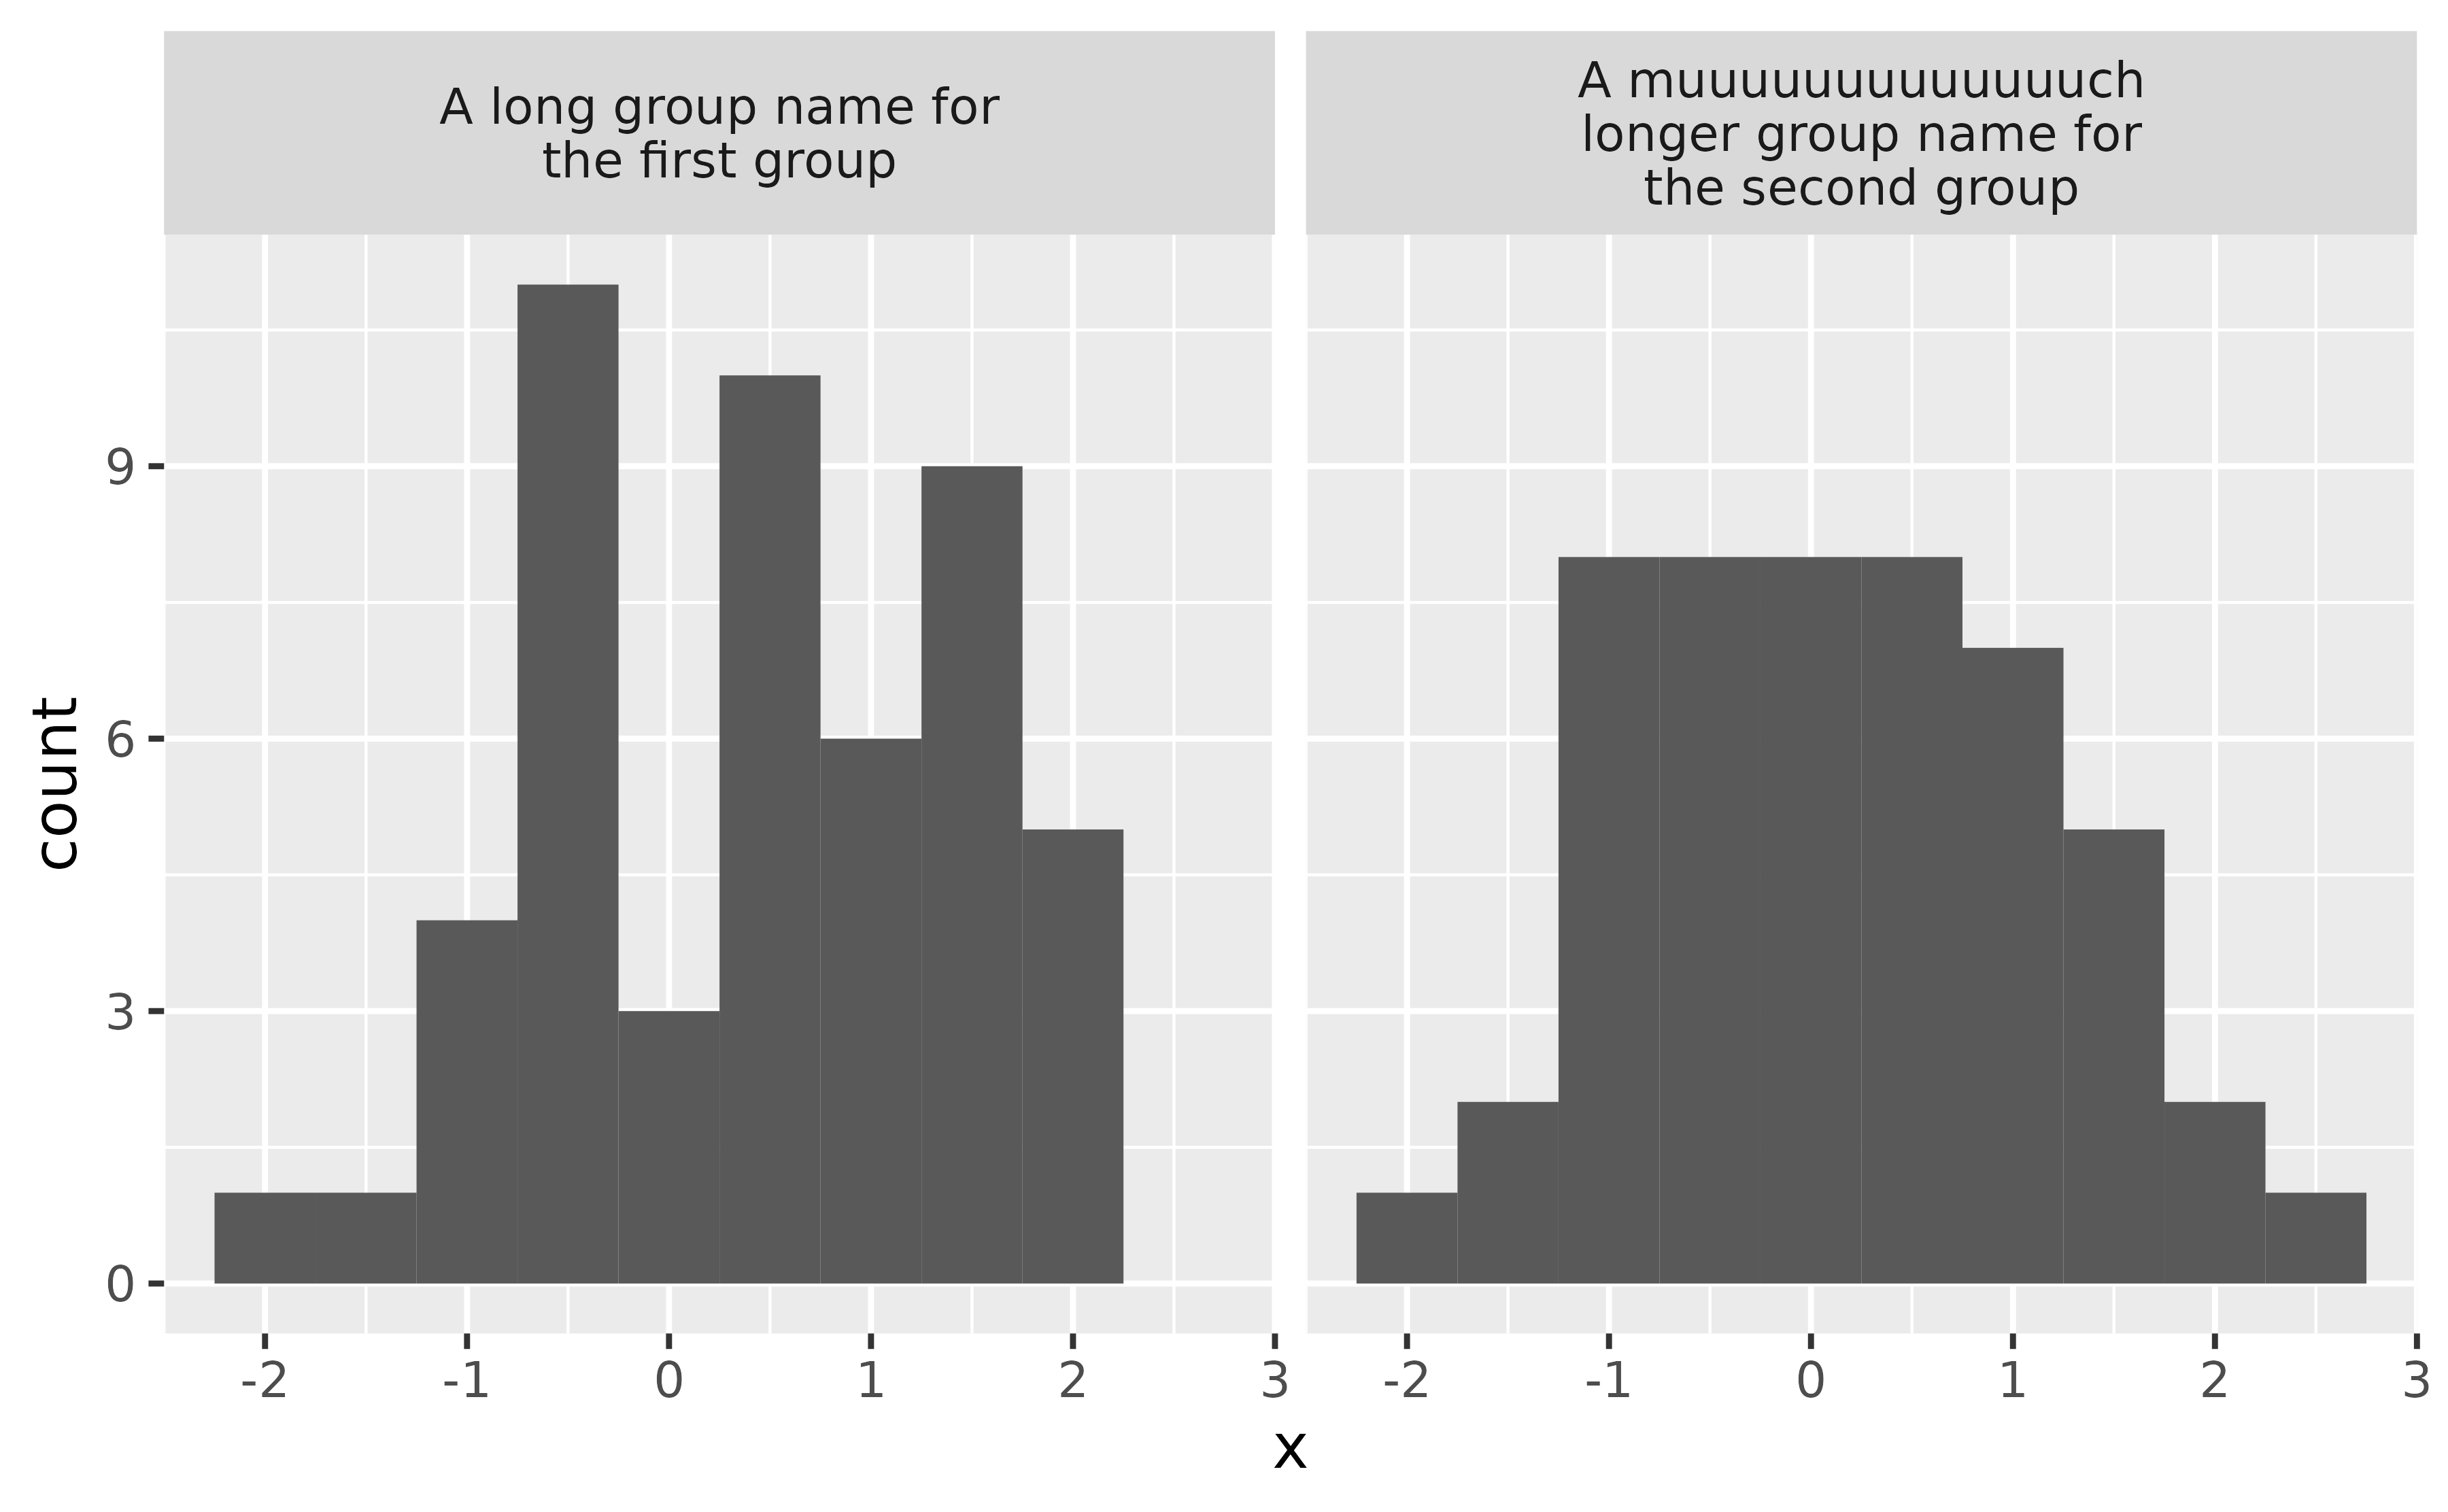 A long group name for
the first group
A muuuuuuuuuuuuuuch
longer group name for
the second group
count
9
6
3
0
-2 -1 0 1 2 3 -2 -1 0 1 2 3
x